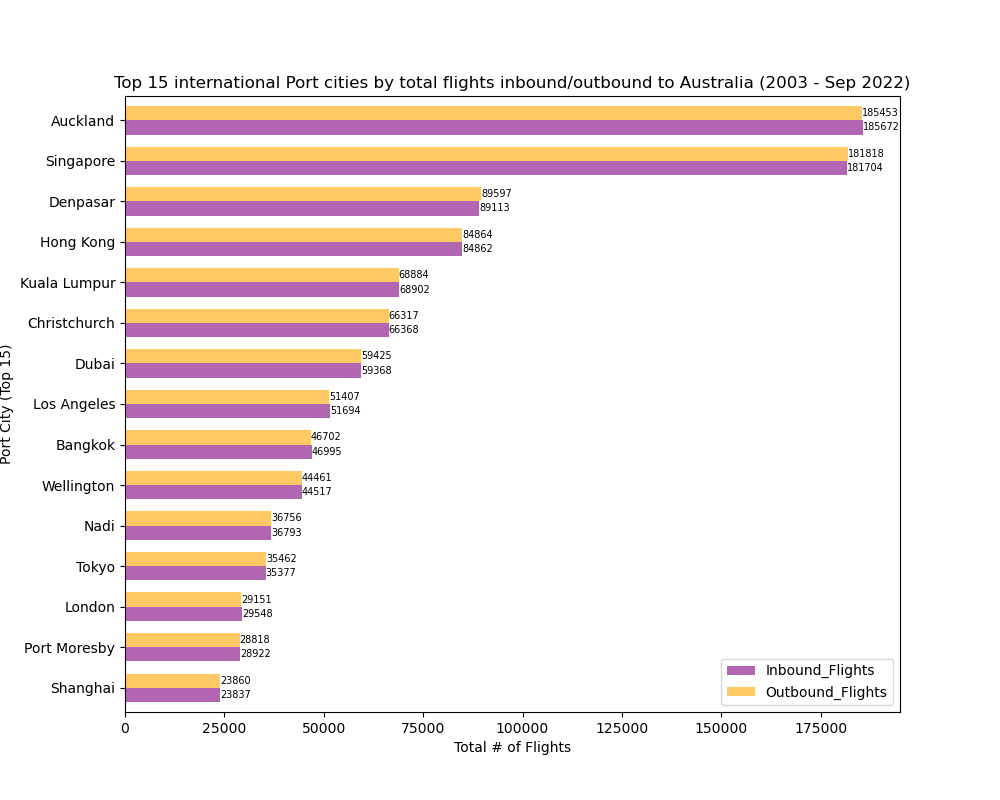 Top 15 international Port cities by total flights inbound/outbound to Australia (2003 - Sep 2022)
Port City (Top 15)
Auckland
185453
185672
Singapore
181818
181704
Denpasar
89597
89113
Hong Kong
84864
84862
Kuala Lumpur
68884
68902
Christchurch
66317
66368
Dubai
59425
59368
Los Angeles
51407
51694
Bangkok
46702
46995
Wellington
44461
44517
Nadi
36756
36793
Tokyo
35462
35377
London
29151
29548
Port Moresby
28818
28922
Shanghai
23860
23837
Inbound_Flights
Outbound_Flights
0 25000 50000 75000 100000 125000 150000 175000
Total # of Flights